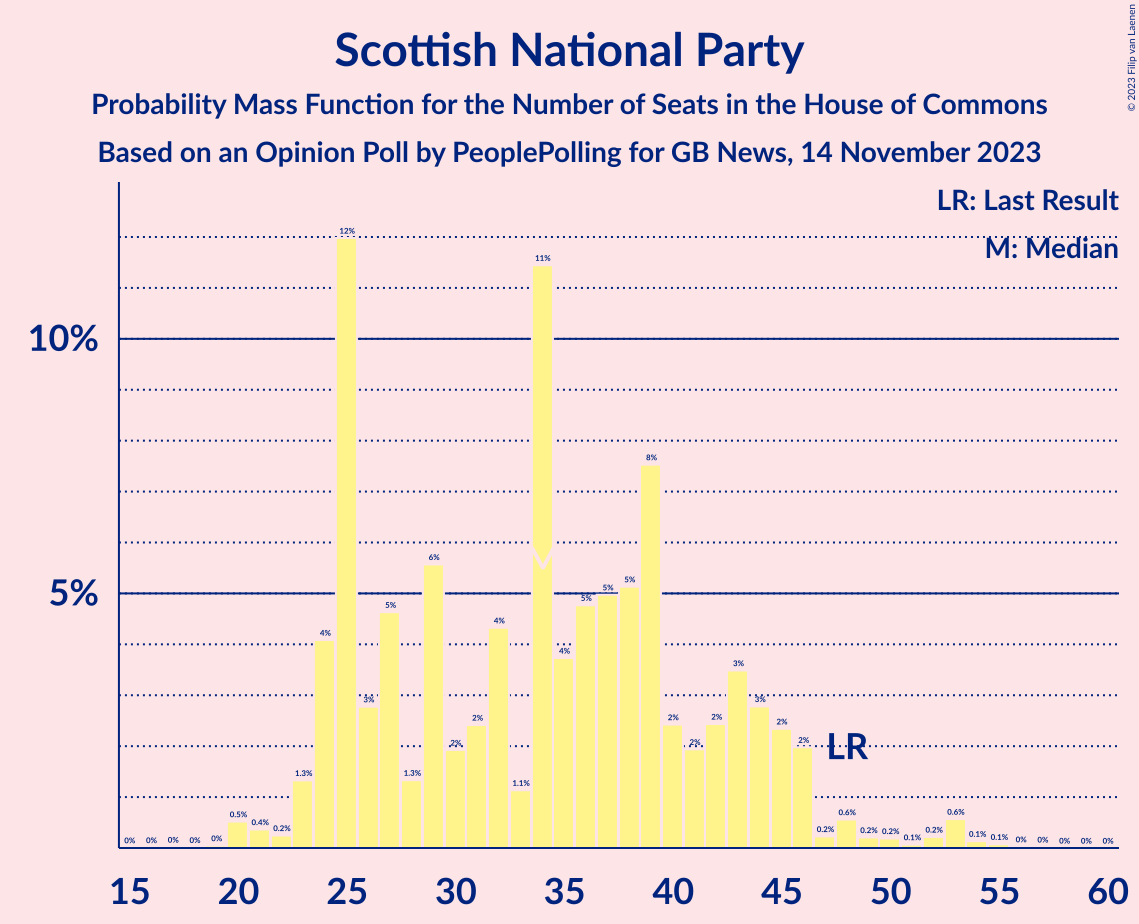 Scottish National Party
Probability Mass Function for the Number of Seats in the House of Commons
Based on an Opinion Poll by PeoplePolling for GB News, 14 November 2023
© 2023 Filip van Laenen
LR: Last Result
M: Median
10%
5%
0% 0% 0% 0% 0% 0.5% 0.4% 0.2% 1.3% 4% 12% 3% 5% 1.3% 6% 2% 2% 4% 1.1% 11% 4% 5% 5% 5% 8% 2% 2% 2% 3% 3% 2% 2% 0.2% 0.6% 0.2% 0.2% 0.1% 0.2% 0.6% 0.1% 0.1% 0% 0% 0% 0% 0%
LR
15 20 25 30 35 40 45 50 55 60